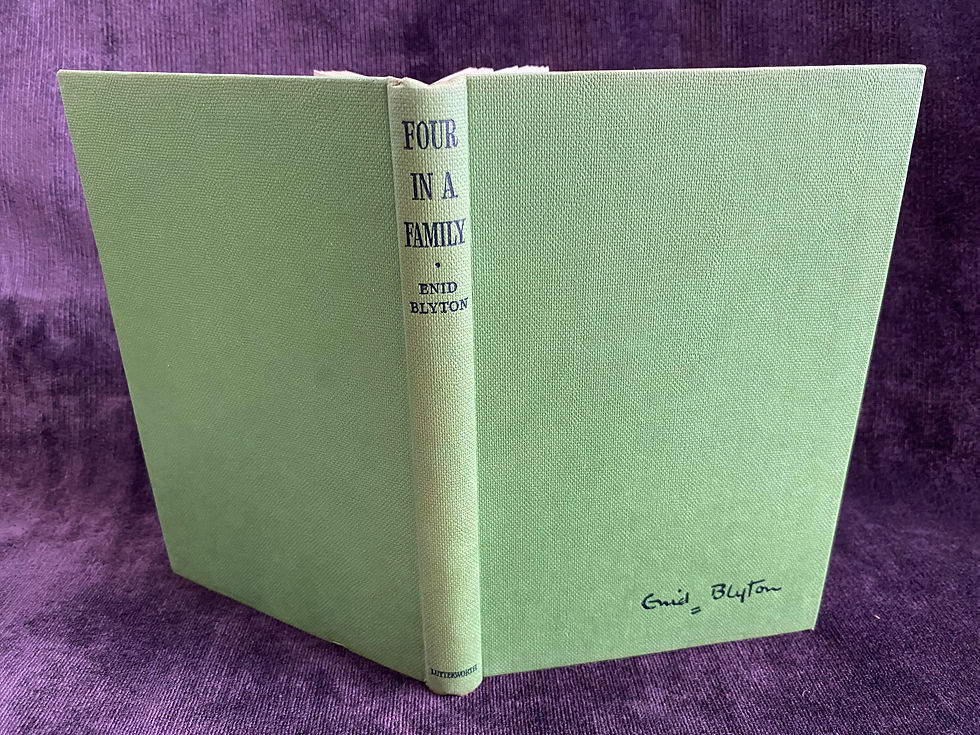 FOUR
IN A
FAMILY
•
ENID
BLYTON
LUTTERWORTH
Enid Blyton